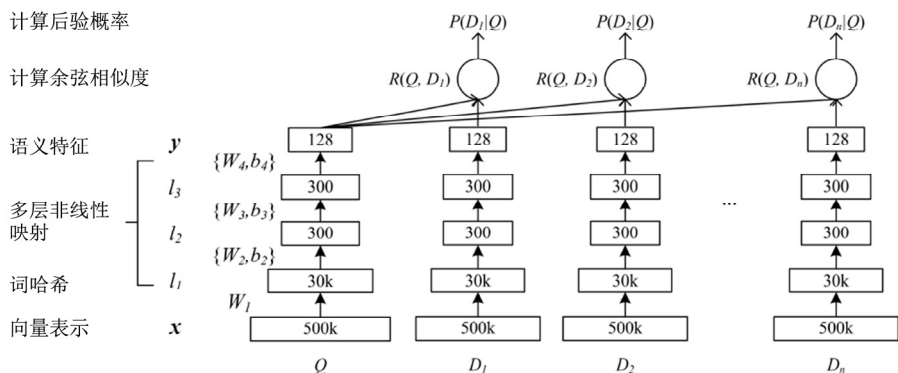 计算后验概率 P(D1|Q) P(D2|Q) P(Dn|Q)
计算余弦相似度 R(Q, D1) R(Q, D2) R(Q, Dn)
语义特征 y 128 128 128 128
{W4,b4}
l3 300 300 300 300
{W3,b3} ...
多层非线性
映射 l2 300 300 300 300
{W2,b2}
词哈希 l1 30k 30k 30k 30k
W1
向量表示 x 500k 500k 500k 500k
Q D1 D2 Dn